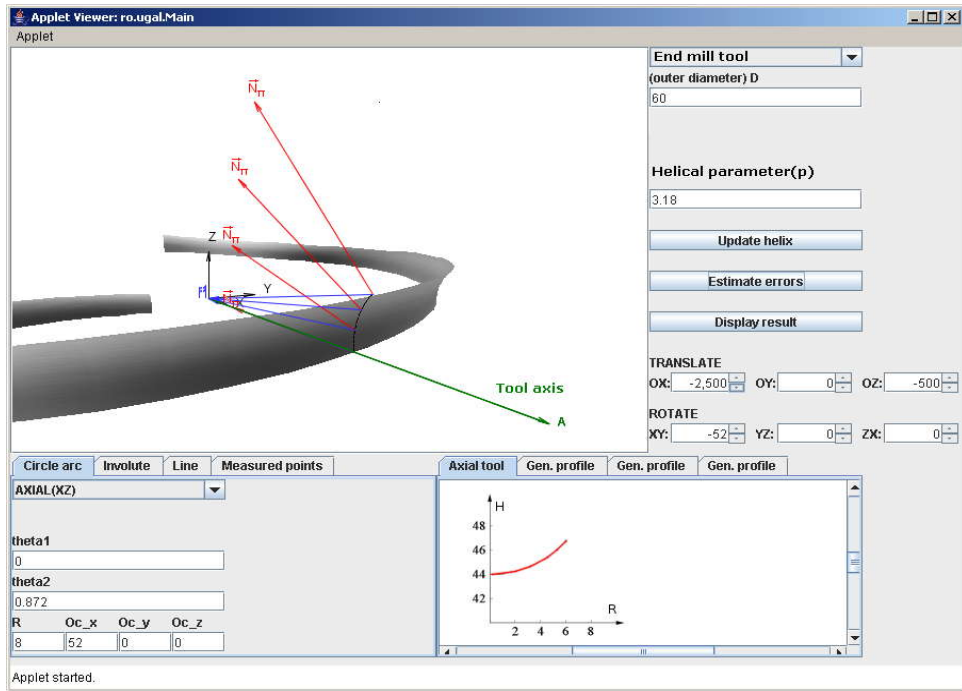 Applet Viewer: ro.ugal.Main
Applet
End mill tool
(outer diameter) D
60
Helical parameter(p)
3.18
Update helix
Estimate errors
Display result
TRANSLATE
OX: -2,500 OY: 0 OZ: -500
ROTATE
XY: -52 YZ: 0 ZX: 0
N π
N π
N π
Z
Y
X
Tool axis
A
Circle arc Involute Line Measured points
AXIAL(XZ)
theta1
0
theta2
0.872
R Oc_x Oc_y Oc_z
8 52 0 0
Axial tool Gen. profile Gen. profile Gen. profile
H
48
46
44
42
R
2 4 6 8
Applet started.